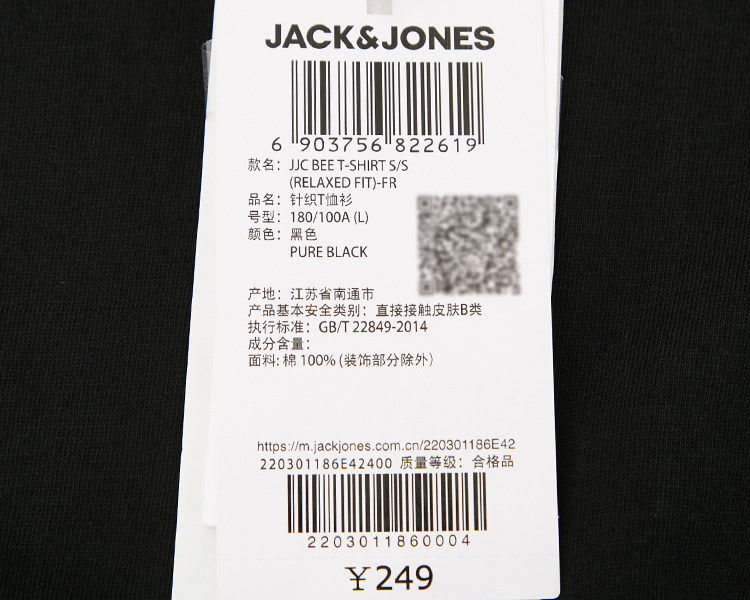 JACK&JONES
6 903756 822619
款名: JJC BEE T-SHIRT S/S
(RELAXED FIT)-FR
品名: 针织T恤衫
号型: 180/100A (L)
颜色: 黑色
PURE BLACK
产地: 江苏省南通市
产品基本安全类别: 直接接触皮肤B类
执行标准: GB/T 22849-2014
成分含量:
面料: 棉 100% (装饰部分除外)
https://m.jackjones.com.cn/220301186E42
220301186E42400 质量等级: 合格品
2203011860004
¥249